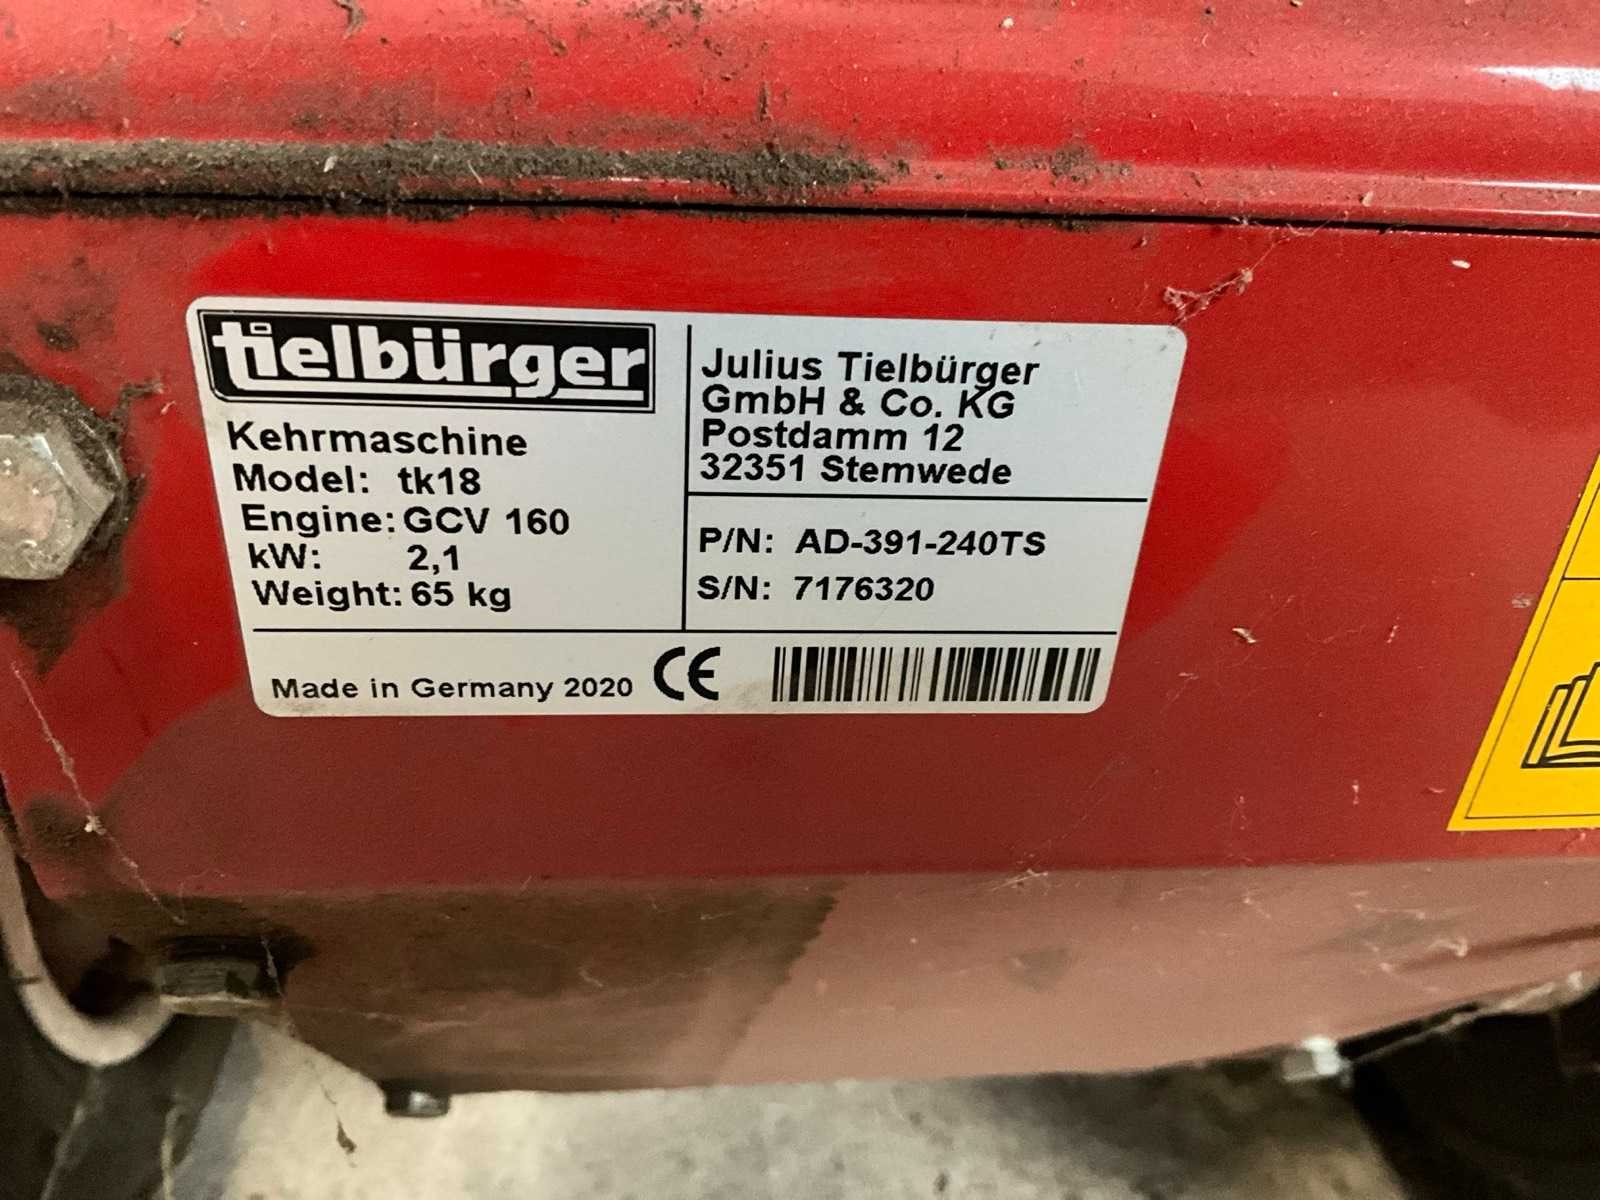 tielbürger
Kehrmaschine
Model: tk18
Engine: GCV 160
kW: 2,1
Weight: 65 kg
Julius Tielbürger
GmbH & Co. KG
Postdamm 12
32351 Stemwede
P/N: AD-391-240TS
S/N: 7176320
Made in Germany 2020 CE